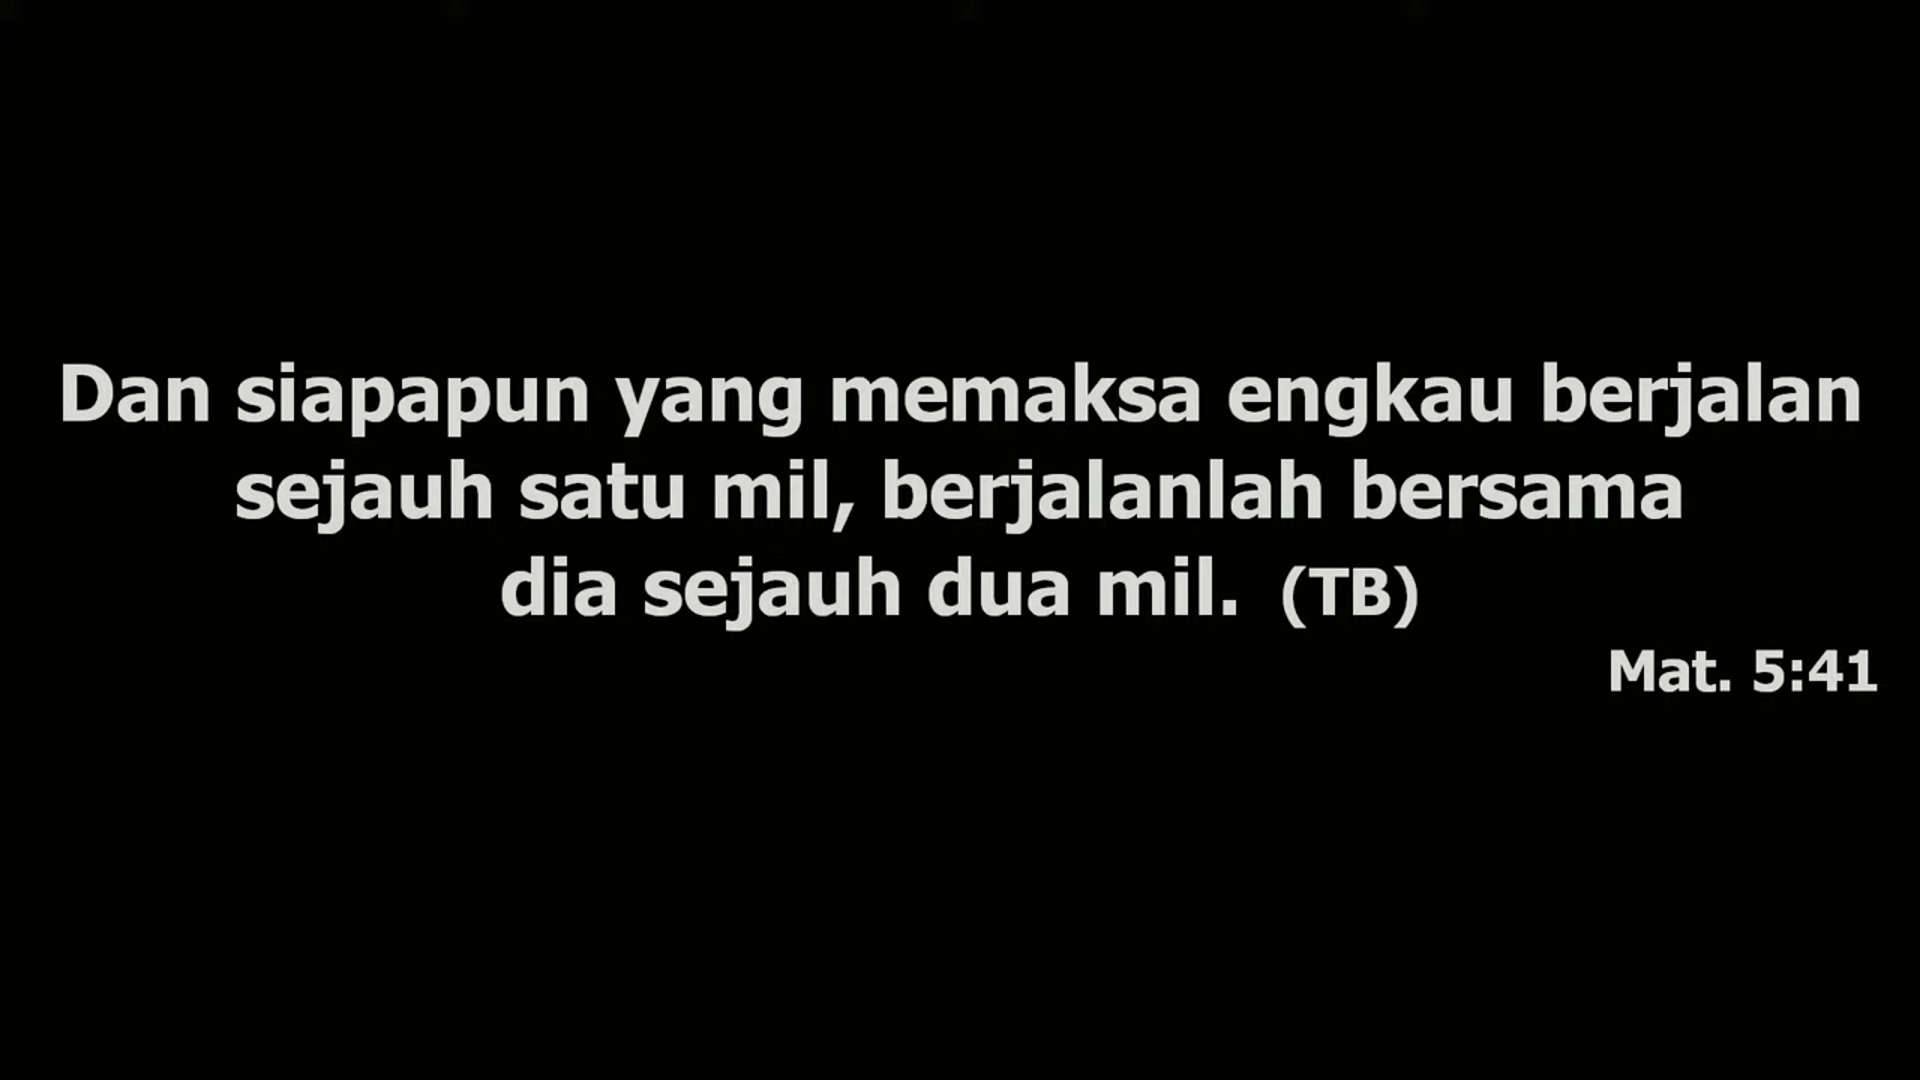 Dan siapapun yang memaksa engkau berjalan
sejauh satu mil, berjalanlah bersama
dia sejauh dua mil. (TB)
Mat. 5:41